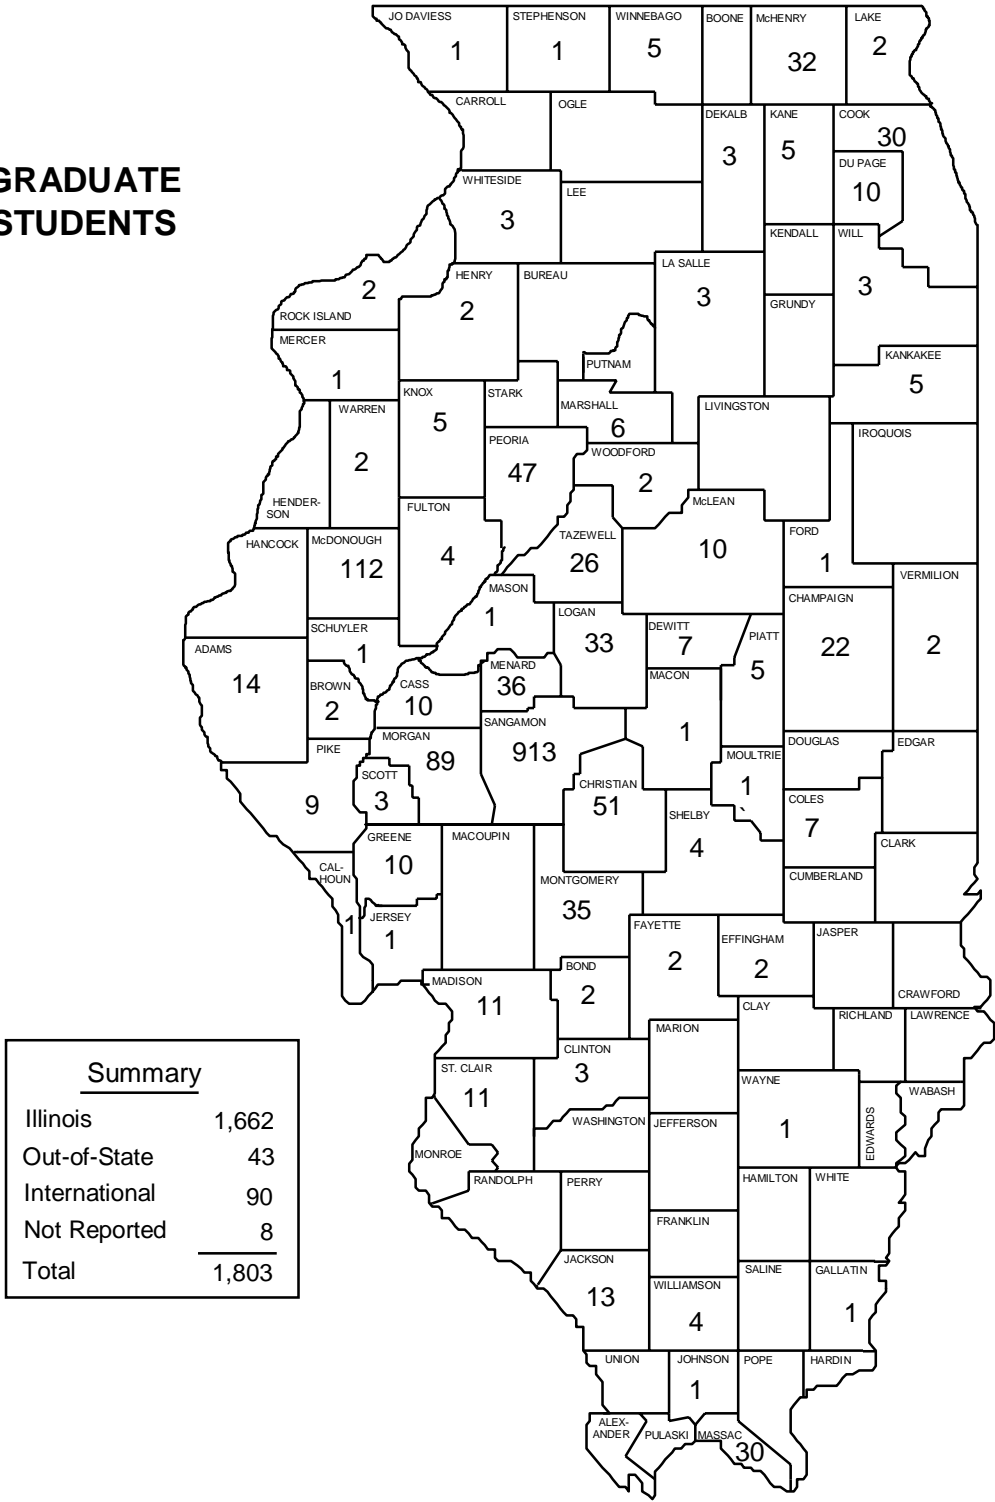 GRADUATE
STUDENTS
JO DAVIESS
1
STEPHENSON
1
WINNEBAGO
5
BOONE
McHENRY
32
LAKE
2
CARROLL
OGLE
DEKALB
3
KANE
5
COOK
30
DU PAGE
10
WHITESIDE
3
LEE
KENDALL
WILL
3
2
ROCK ISLAND
HENRY
2
BUREAU
LA SALLE
3
GRUNDY
MERCER
1
PUTNAM
KANKAKEE
5
WARREN
2
KNOX
5
STARK
MARSHALL
6
LIVINGSTON
IROQUOIS
PEORIA
47
WOODFORD
2
HENDER-
SON
FULTON
4
McLEAN
10
HANCOCK
McDONOUGH
112
TAZEWELL
26
FORD
1
VERMILION
2
MASON
1
LOGAN
33
CHAMPAIGN
22
SCHUYLER
1
DEWITT
7
PIATT
5
ADAMS
14
BROWN
2
CASS
10
MENARD
36
MACON
1
PIKE
9
MORGAN
89
SANGAMON
913
DOUGLAS
EDGAR
SCOTT
3
CHRISTIAN
51
MOULTRIE
1
`
COLES
7
SHELBY
4
GREENE
10
MACOUPIN
CLARK
CAL-
HOUN
1
MONTGOMERY
35
CUMBERLAND
JERSEY
1
FAYETTE
2
EFFINGHAM
2
JASPER
BOND
2
MADISON
11
CRAWFORD
CLAY
RICHLAND
LAWRENCE
MARION
CLINTON
3
ST. CLAIR
11
WAYNE
1
WABASH
EDWARDS
WASHINGTON
JEFFERSON
MONROE
RANDOLPH
PERRY
HAMILTON
WHITE
FRANKLIN
JACKSON
13
WILLIAMSON
4
SALINE
GALLATIN
1
UNION
JOHNSON
1
POPE
HARDIN
ALEX-
ANDER
PULASKI
MASSAC
30
Summary
Illinois 1,662
Out-of-State 43
International 90
Not Reported 8
Total 1,803